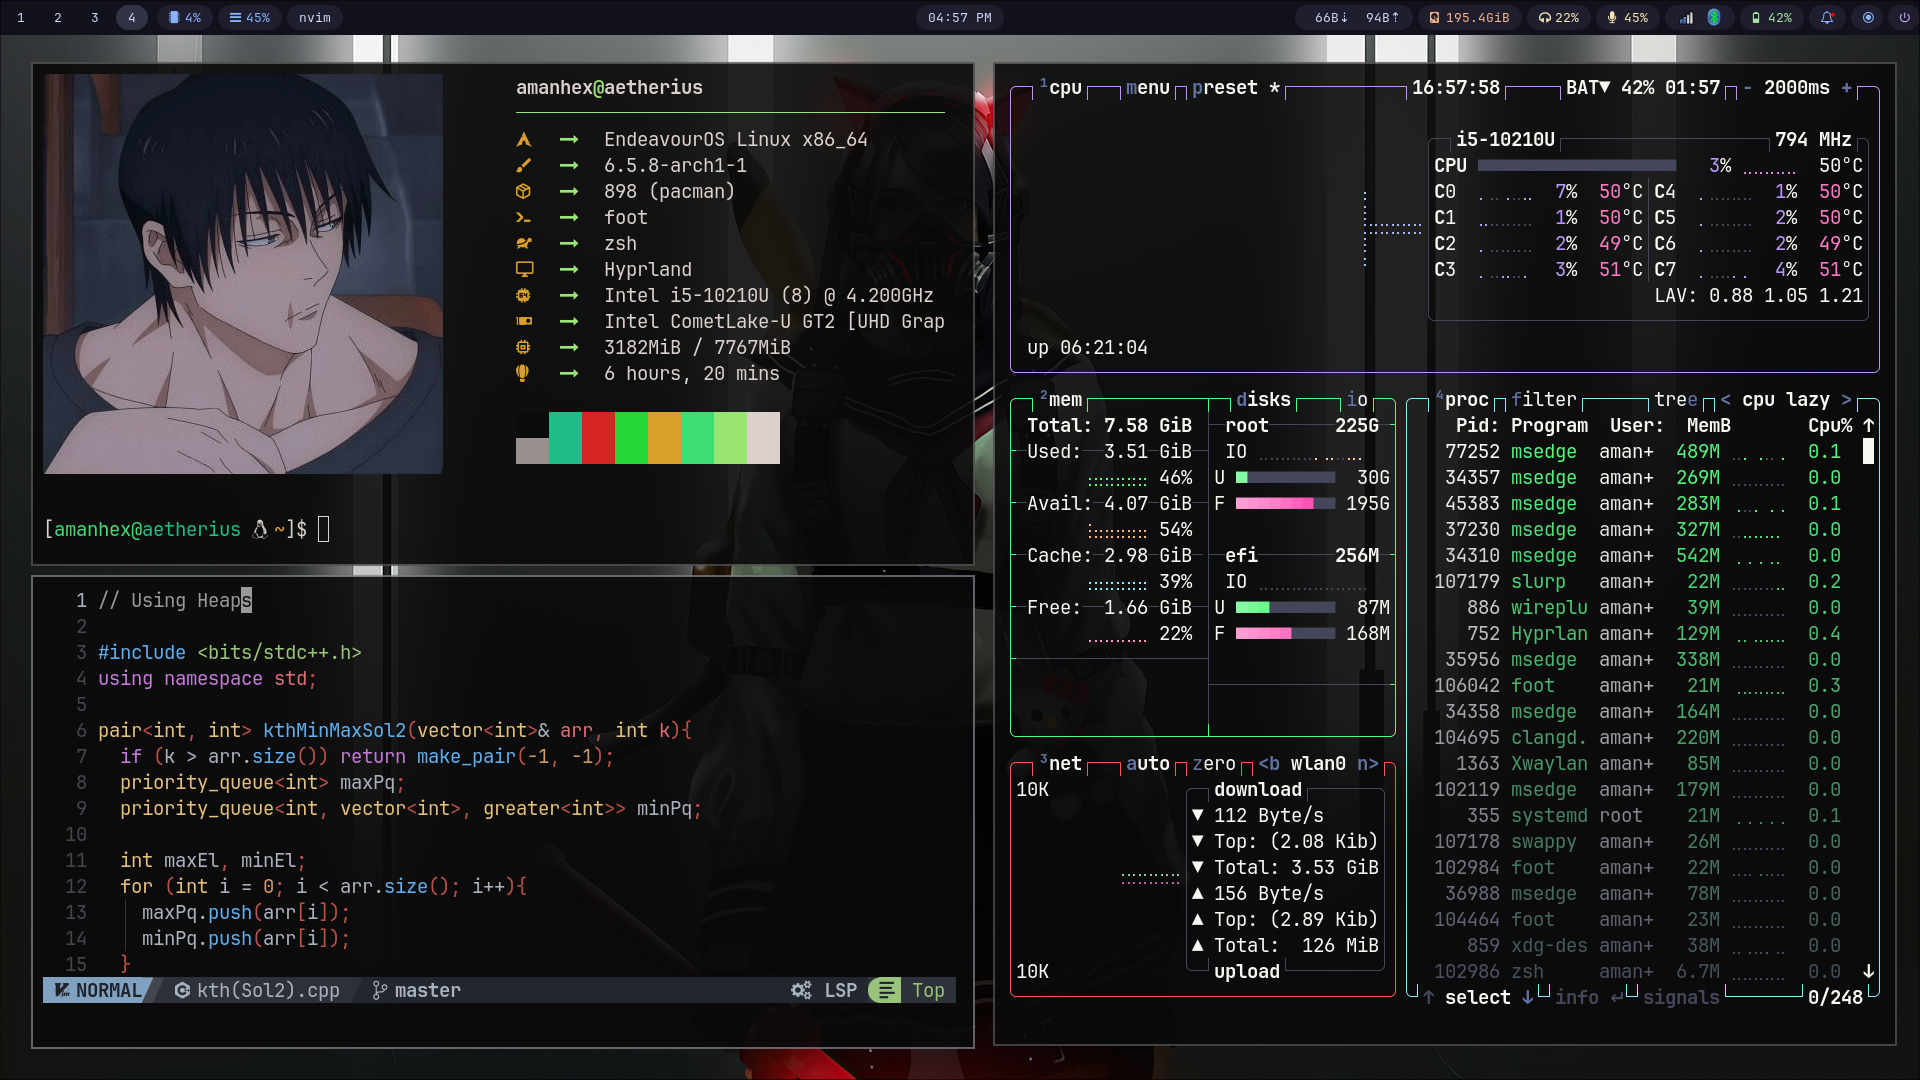 1 2 3 4 4% 45% nvim
04:57 PM
66B↓ 94B↑ 195.4GiB 22% 45% 42%
amanhex@aetherius
→ EndeavourOS Linux x86_64
→ 6.5.8-arch1-1
→ 898 (pacman)
→ foot
→ zsh
→ Hyprland
→ Intel i5-10210U (8) @ 4.200GHz
→ Intel CometLake-U GT2 [UHD Grap
→ 3182MiB / 7767MiB
→ 6 hours, 20 mins
[amanhex@aetherius ~]$
1 // Using Heaps
2
3 #include <bits/stdc++.h>
4 using namespace std;
5
6 pair<int, int> kthMinMaxSol2(vector<int>& arr, int k){
7 if (k > arr.size()) return make_pair(-1, -1);
8 priority_queue<int> maxPq;
9 priority_queue<int, vector<int>, greater<int>> minPq;
10
11 int maxEl, minEl;
12 for (int i = 0; i < arr.size(); i++){
13 maxPq.push(arr[i]);
14 minPq.push(arr[i]);
15 }
NORMAL kth(Sol2).cpp master LSP Top
1cpu menu preset * 16:57:58 BAT▼ 42% 01:57 - 2000ms +
i5-10210U 794 MHz
CPU 3% 50°C
C0 7% 50°C C4 1% 50°C
C1 1% 50°C C5 2% 50°C
C2 2% 49°C C6 2% 49°C
C3 3% 51°C C7 4% 51°C
LAV: 0.88 1.05 1.21
up 06:21:04
2mem disks io
Total: 7.58 GiB root 225G
Used: 3.51 GiB IO
46% U 30G
Avail: 4.07 GiB F 195G
54%
Cache: 2.98 GiB efi 256M
39% IO
Free: 1.66 GiB U 87M
22% F 168M
3net auto zero <b wlan0 n>
10K download
▼ 112 Byte/s
▼ Top: (2.08 Kib)
▼ Total: 3.53 GiB
▲ 156 Byte/s
▲ Top: (2.89 Kib)
▲ Total: 126 MiB
10K upload
4proc filter tree < cpu lazy >
Pid: Program User: MemB Cpu% ↑
77252 msedge aman+ 489M 0.1
34357 msedge aman+ 269M 0.0
45383 msedge aman+ 283M 0.1
37230 msedge aman+ 327M 0.0
34310 msedge aman+ 542M 0.0
107179 slurp aman+ 22M 0.2
886 wireplu aman+ 39M 0.0
752 Hyprlan aman+ 129M 0.4
35956 msedge aman+ 338M 0.0
106042 foot aman+ 21M 0.3
34358 msedge aman+ 164M 0.0
104695 clangd. aman+ 220M 0.0
1363 Xwaylan aman+ 85M 0.0
102119 msedge aman+ 179M 0.0
355 systemd root 21M 0.1
107178 swappy aman+ 26M 0.0
102984 foot aman+ 22M 0.0
36988 msedge aman+ 78M 0.0
104464 foot aman+ 23M 0.0
859 xdg-des aman+ 38M 0.0
102986 zsh aman+ 6.7M 0.0 ↓
↑ select ↓ info ↵ signals 0/248